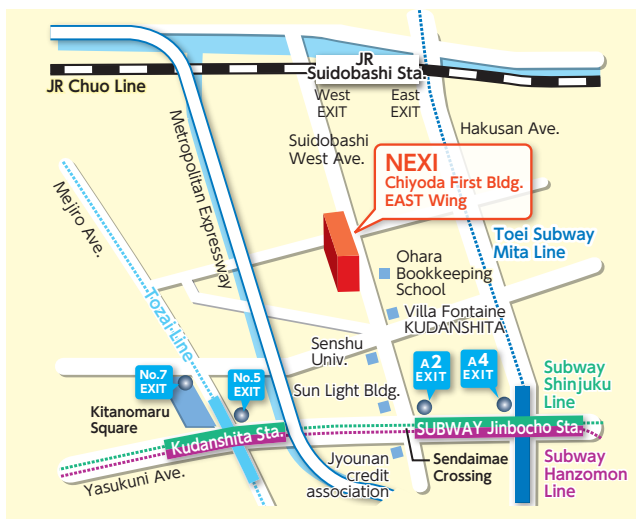 JR
Suidobashi Sta.
JR Chuo Line
West
EXIT
East
EXIT
Hakusan Ave.
Suidobashi
West Ave.
Metropolitan Expressway
NEXI
Chiyoda First Bldg.
EAST Wing
Mejiro Ave.
Toei Subway
Mita Line
Ohara
Bookkeeping
School
Tozai Line
Villa Fontaine
KUDANSHITA
Senshu
Univ.
No.7
EXIT
No.5
EXIT
A2
EXIT
A4
EXIT
Subway
Shinjuku
Line
Sun Light Bldg.
Kitanomaru
Square
Kudanshita Sta.
SUBWAY Jinbocho Sta.
Yasukuni Ave.
Jyounan
credit
association
Sendaimae
Crossing
Subway
Hanzomon
Line